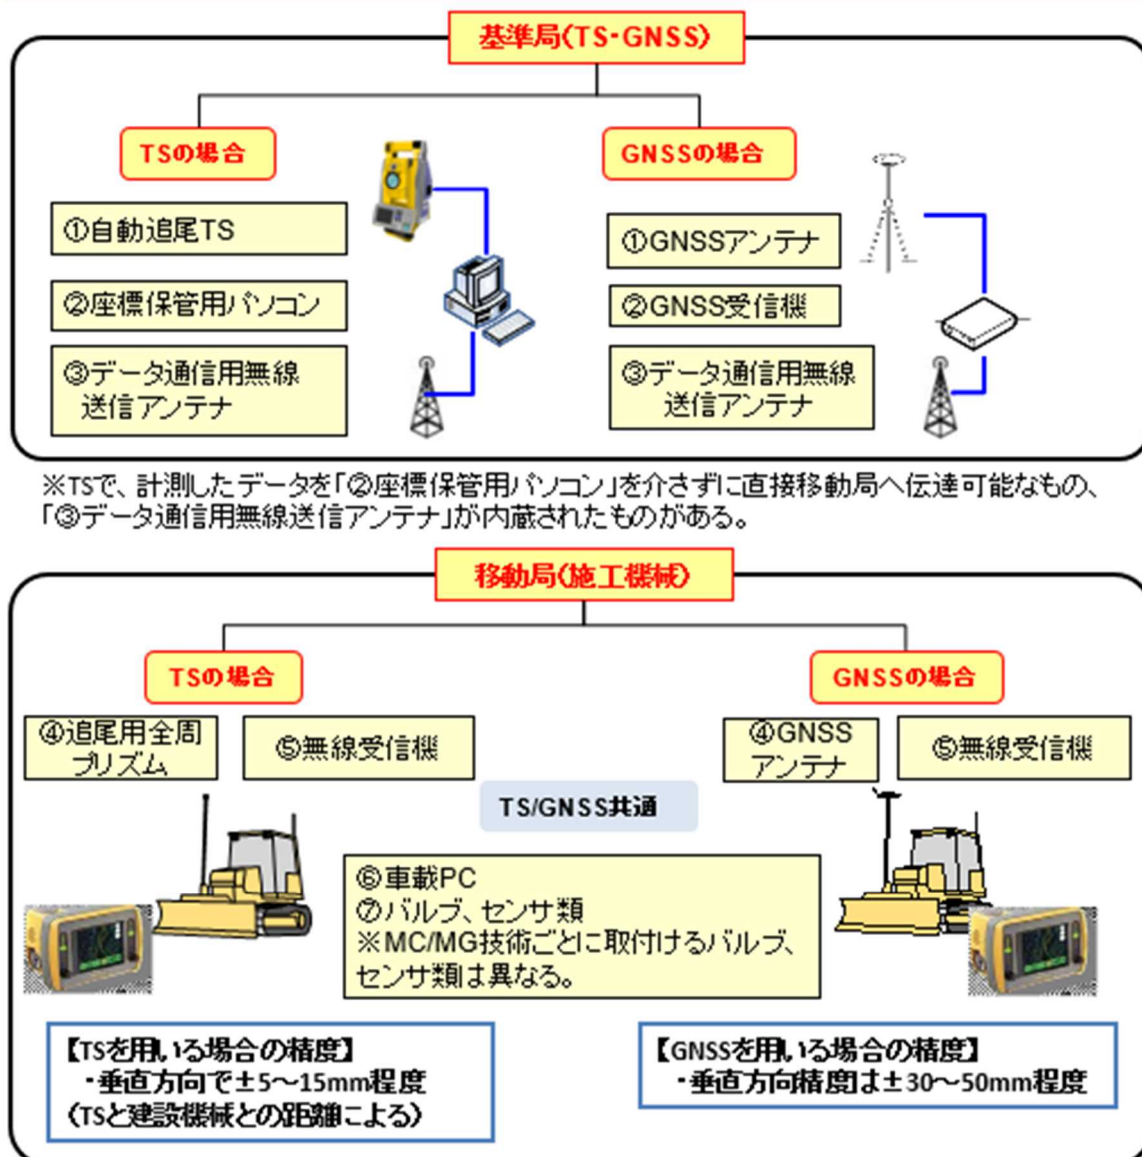 基準局(TS・GNSS)
TSの場合
GNSSの場合
①自動追尾TS
②座標保管用パソコン
③データ通信用無線
送信アンテナ
①GNSSアンテナ
②GNSS受信機
③データ通信用無線
送信アンテナ
※TSで、計測したデータを「②座標保管用パソコン」を介さずに直接移動局へ伝達可能なもの、
「③データ通信用無線送信アンテナ」が内蔵されたものがある。
移動局(施工機械)
TSの場合
GNSSの場合
④追尾用全周
プリズム
⑤無線受信機
④GNSS
アンテナ
⑤無線受信機
TS/GNSS共通
⑥車載PC
⑦バルブ、センサ類
※MC/MG技術ごとに取付けるバルブ、
センサ類は異なる。
【TSを用いる場合の精度】
・垂直方向で±5～15mm程度
(TSと建設機械との距離による)
【GNSSを用いる場合の精度】
・垂直方向精度は±30～50mm程度